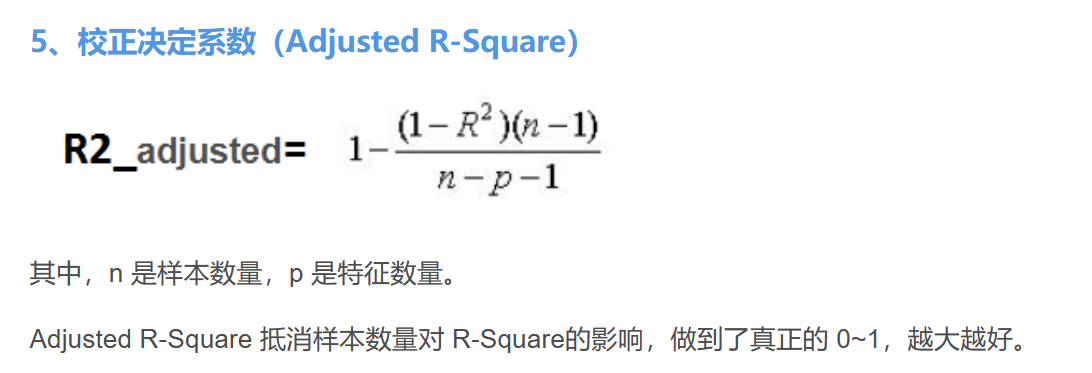 5、校正决定系数（Adjusted R-Square）
R2_adjusted= 1-\frac{(1-R^2)(n-1)}{n-p-1}
其中，n 是样本数量，p 是特征数量。
Adjusted R-Square 抵消样本数量对 R-Square的影响，做到了真正的 0~1，越大越好。